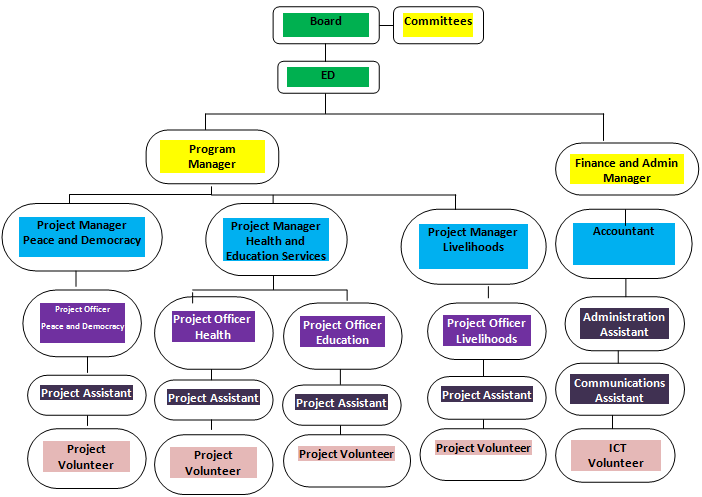 Board
Committees
ED
Program
Manager
Finance and Admin
Manager
Project Manager
Peace and Democracy
Project Manager
Health and
Education Services
Project Manager
Livelihoods
Accountant
Project Officer
Peace and Democracy
Project Officer
Health
Project Officer
Education
Project Officer
Livelihoods
Administration
Assistant
Project Assistant
Project Assistant
Project Assistant
Project Assistant
Communications
Assistant
Project
Volunteer
Project
Volunteer
Project Volunteer
Project Volunteer
ICT
Volunteer